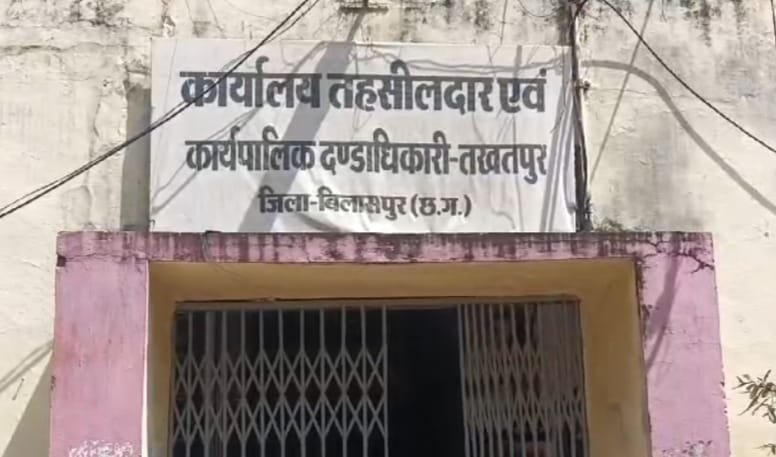 कार्यालय तहसीलदार एवं
कार्यपालिक दण्डाधिकारी-तखतपुर
जिला-बिलासपुर (छ.ग.)